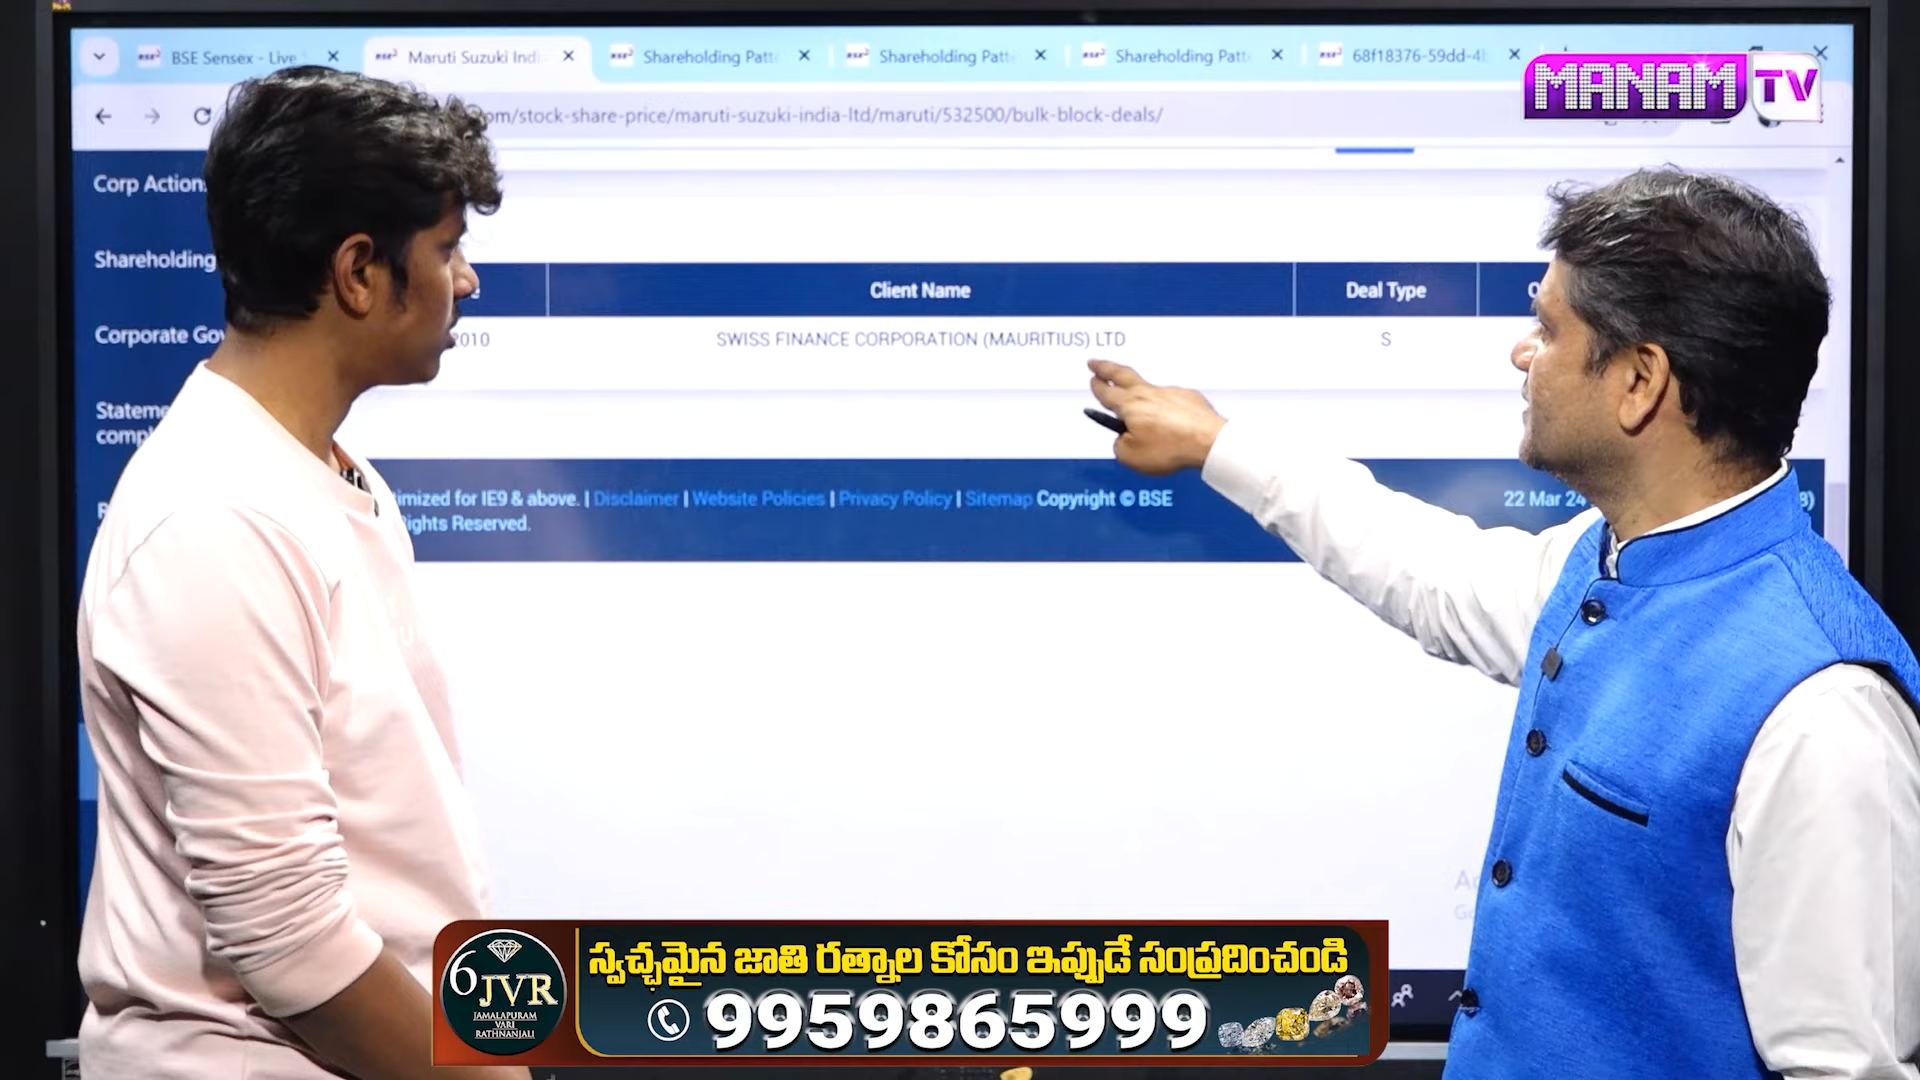 BSE Sensex - Live
Maruti Suzuki Indi
Shareholding Patt
Shareholding Patt
Shareholding Patt
68f18376-59dd-4
MANAM TV
om/stock-share-price/maruti-suzuki-india-ltd/maruti/532500/bulk-block-deals/
Corp Action
Shareholding
Corporate Gov
Stateme
comp
Client Name
Deal Type
2010
SWISS FINANCE CORPORATION (MAURITIUS) LTD
S
imized for IE9 & above. | Disclaimer | Website Policies | Privacy Policy | Sitemap Copyright © BSE
ights Reserved.
22 Mar 24
6 JVR
JAMALAPURAM
VARI
RATHNANJALI
స్వచ్ఛమైన జాతి రత్నాల కోసం ఇప్పుడే సంప్రదించండి
9959865999